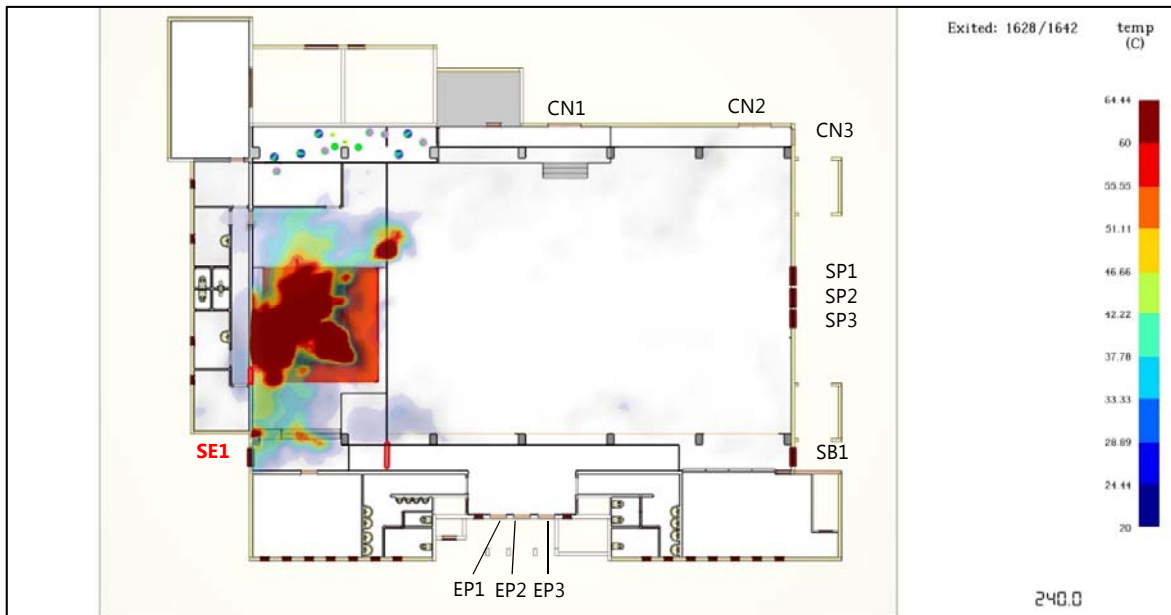 Exited: 1628/1642
temp
(C)
CN1
CN2
CN3
64.44
60
55.55
51.11
46.66
42.22
37.78
33.33
28.89
24.44
20
SP1
SP2
SP3
SE1
SB1
EP1 EP2 EP3
240.0